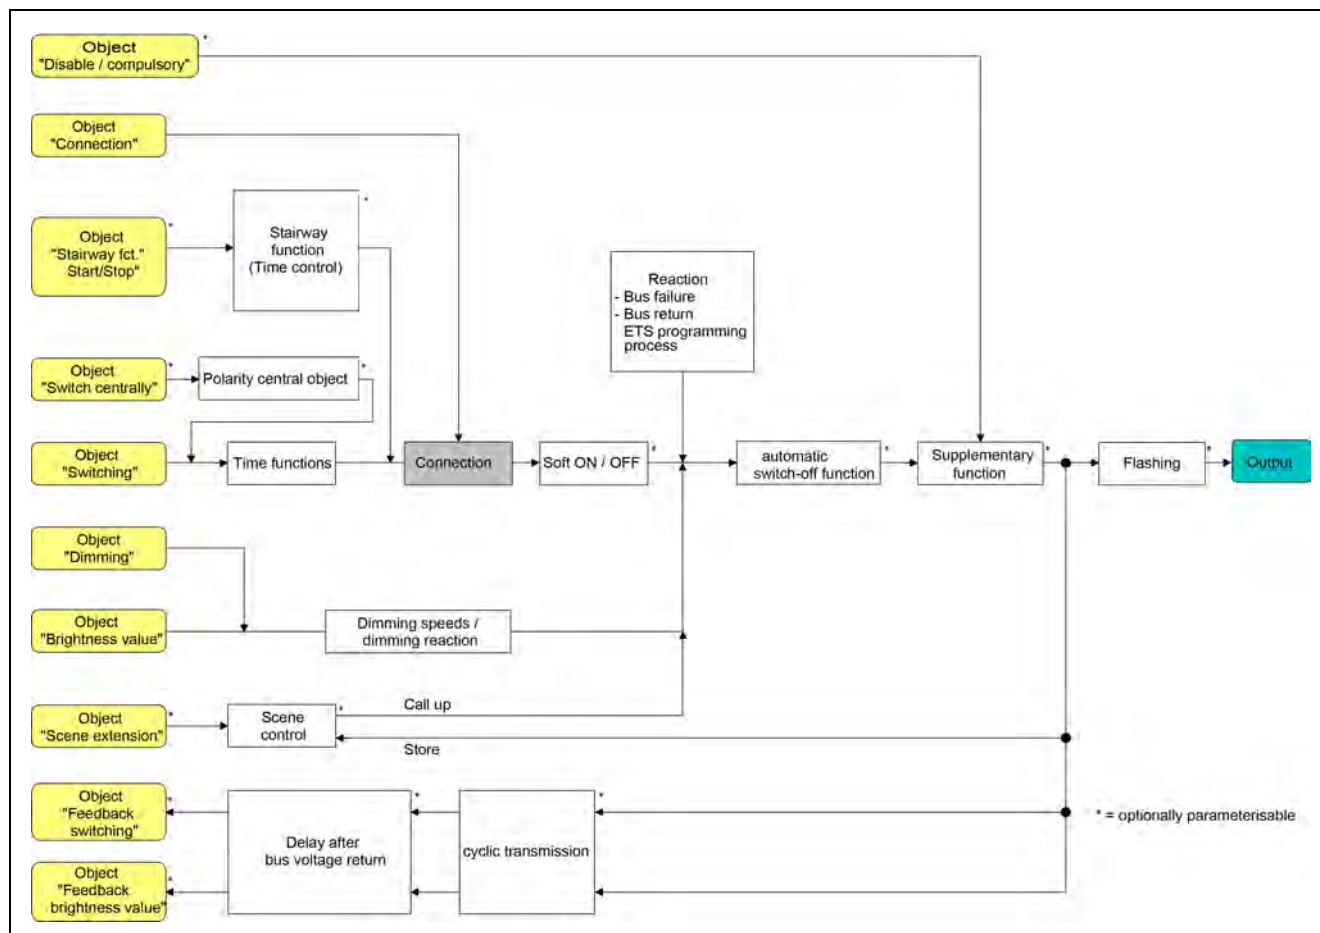 Object
"Disable / compulsory"
*
Object
"Connection"
Object
"Stairway fct."
Start/Stop"
*
Stairway
function
(Time control)
*
Reaction
- Bus failure
- Bus return
ETS programming
process
Object
"Switch centrally"
*
Polarity central object
*
Object
"Switching"
Time functions
Connection
Soft ON / OFF
*
automatic
switch-off function
*
Supplementary
function
*
Flashing
*
Output
Object
"Dimming"
Object
"Brightness value"
Dimming speeds /
dimming reaction
Object
"Scene extension"
*
Scene
control
*
Call up
Store
Object
"Feedback
switching"
*
Delay after
bus voltage return
*
cyclic transmission
*
* = optionally parameterisable
Object
"Feedback
brightness value"
*